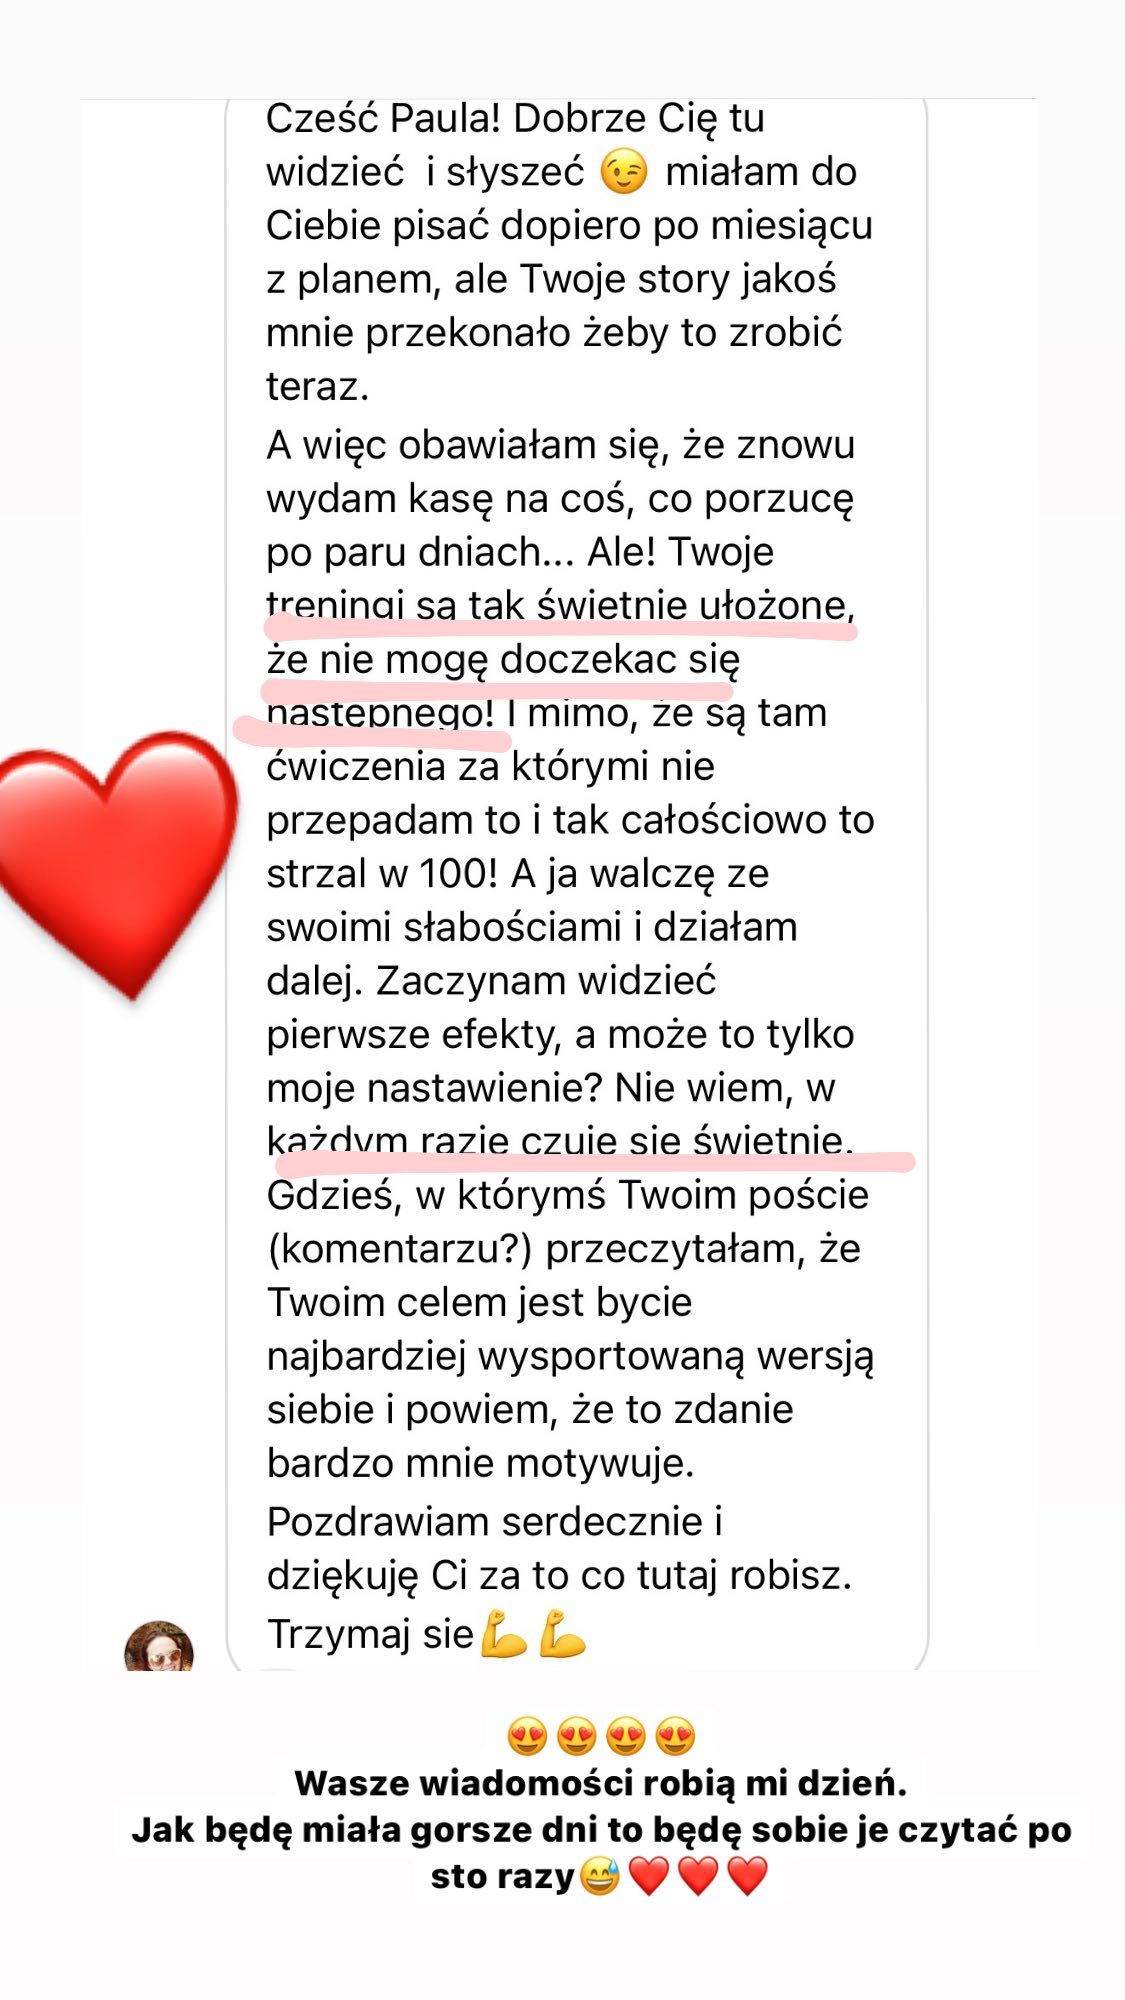 Cześć Paula! Dobrze Cię tu
widzieć i słyszeć 😉 miałam do
Ciebie pisać dopiero po miesiącu
z planem, ale Twoje story jakoś
mnie przekonało żeby to zrobić
teraz.
A więc obawiałam się, że znowu
wydam kasę na coś, co porzucę
po paru dniach... Ale! Twoje
treningi są tak świetnie ułożone,
że nie mogę doczekac się
następnego! I mimo, że są tam
ćwiczenia za którymi nie
przepadam to i tak całościowo to
strzal w 100! A ja walczę ze
swoimi słabościami i działam
dalej. Zaczynam widzieć
pierwsze efekty, a może to tylko
moje nastawienie? Nie wiem, w
każdym razie czuję się świetnie.
Gdzieś, w którymś Twoim poście
(komentarzu?) przeczytałam, że
Twoim celem jest bycie
najbardziej wysportowaną wersją
siebie i powiem, że to zdanie
bardzo mnie motywuje.
Pozdrawiam serdecznie i
dziękuję Ci za to co tutaj robisz.
Trzymaj sie💪💪
😍😍😍😍
Wasze wiadomości robią mi dzień.
Jak będę miała gorsze dni to będę sobie je czytać po
sto razy😅❤️❤️❤️